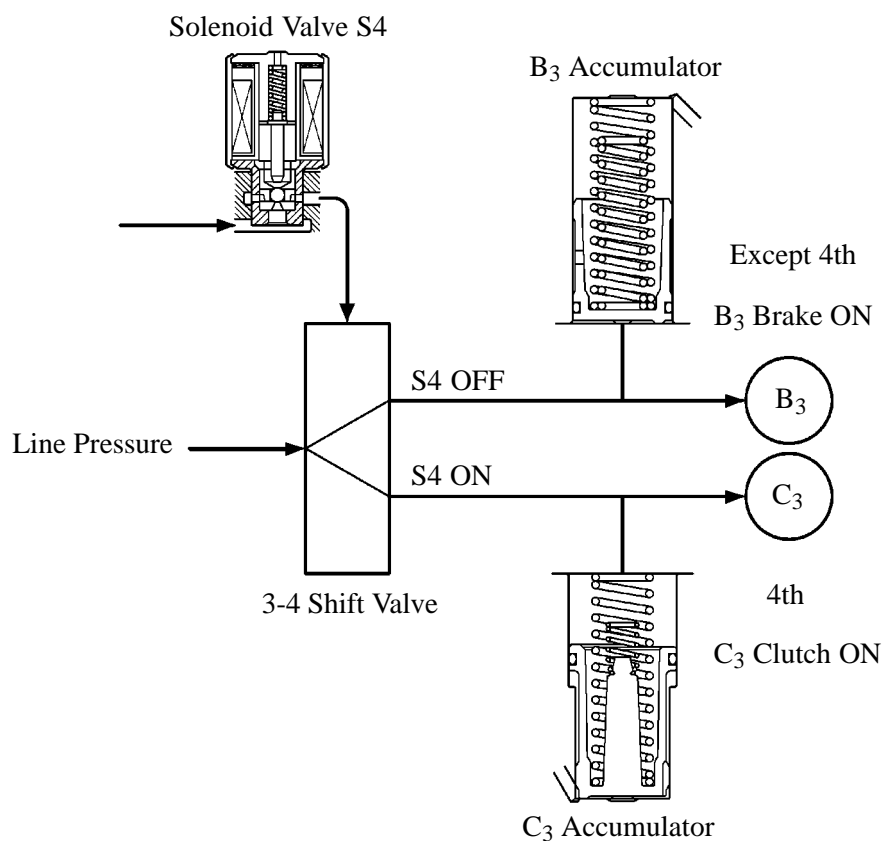 Solenoid Valve S4
B3 Accumulator
Except 4th
B3 Brake ON
S4 OFF
B3
Line Pressure
S4 ON
C3
3-4 Shift Valve
4th
C3 Clutch ON
C3 Accumulator